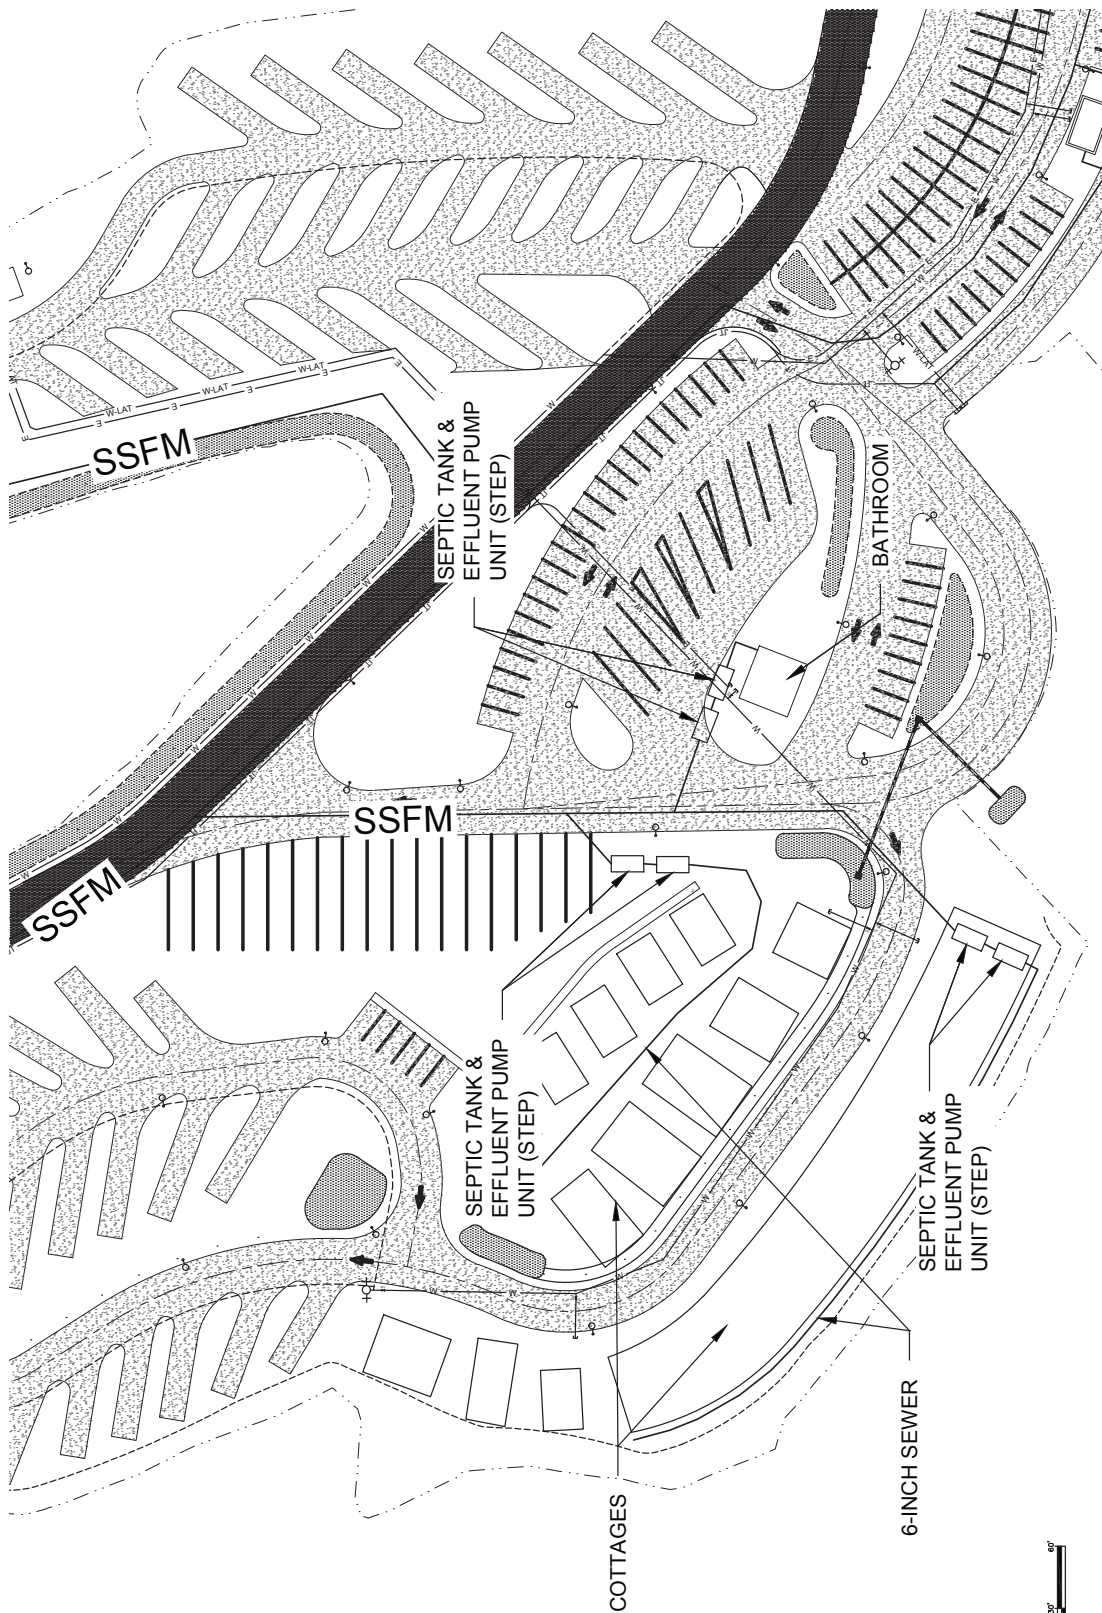 SSFM
W-LAT
W-LAT
E
E
E
E
E
SEPTIC TANK &
EFFLUENT PUMP
UNIT (STEP)
BATHROOM
SSFM
SSFM
SEPTIC TANK &
EFFLUENT PUMP
UNIT (STEP)
SEPTIC TANK &
EFFLUENT PUMP
UNIT (STEP)
COTTAGES
6-INCH SEWER
W
W
W
W
W
W
W
W
30'
60'